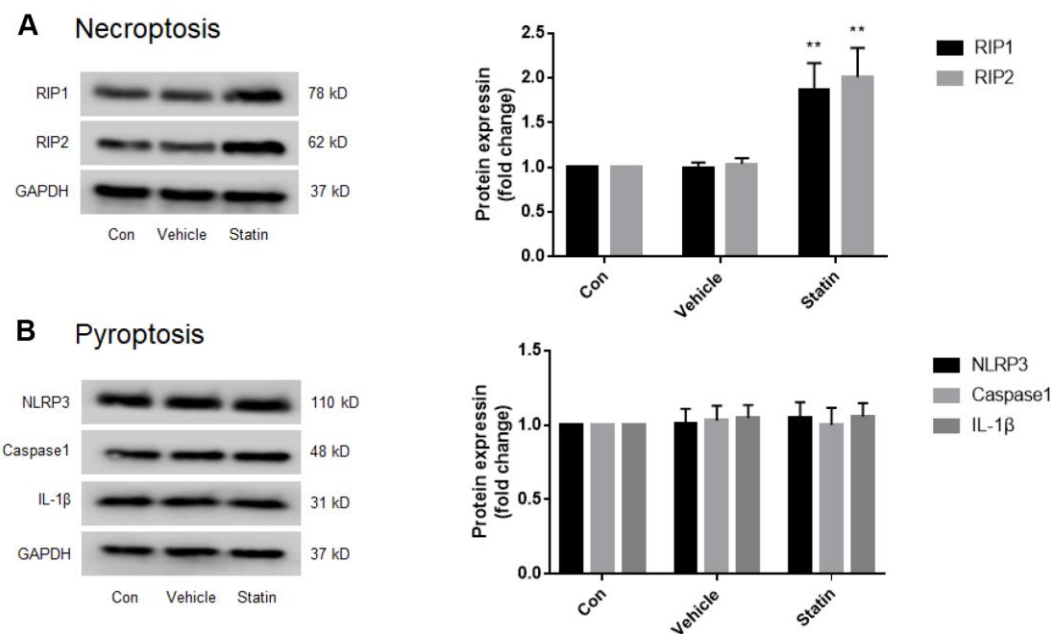 A Necroptosis
RIP1 78 kD
RIP2 62 kD
GAPDH 37 kD
Con Vehicle Statin
Protein expressin
(fold change)
2.5
2.0
1.5
1.0
0.5
0.0
** **
Con Vehicle Statin
RIP1
RIP2
B Pyroptosis
NLRP3 110 kD
Caspase1 48 kD
IL-1β 31 kD
GAPDH 37 kD
Con Vehicle Statin
Protein expressin
(fold change)
1.5
1.0
0.5
0.0
Con Vehicle Statin
NLRP3
Caspase1
IL-1β